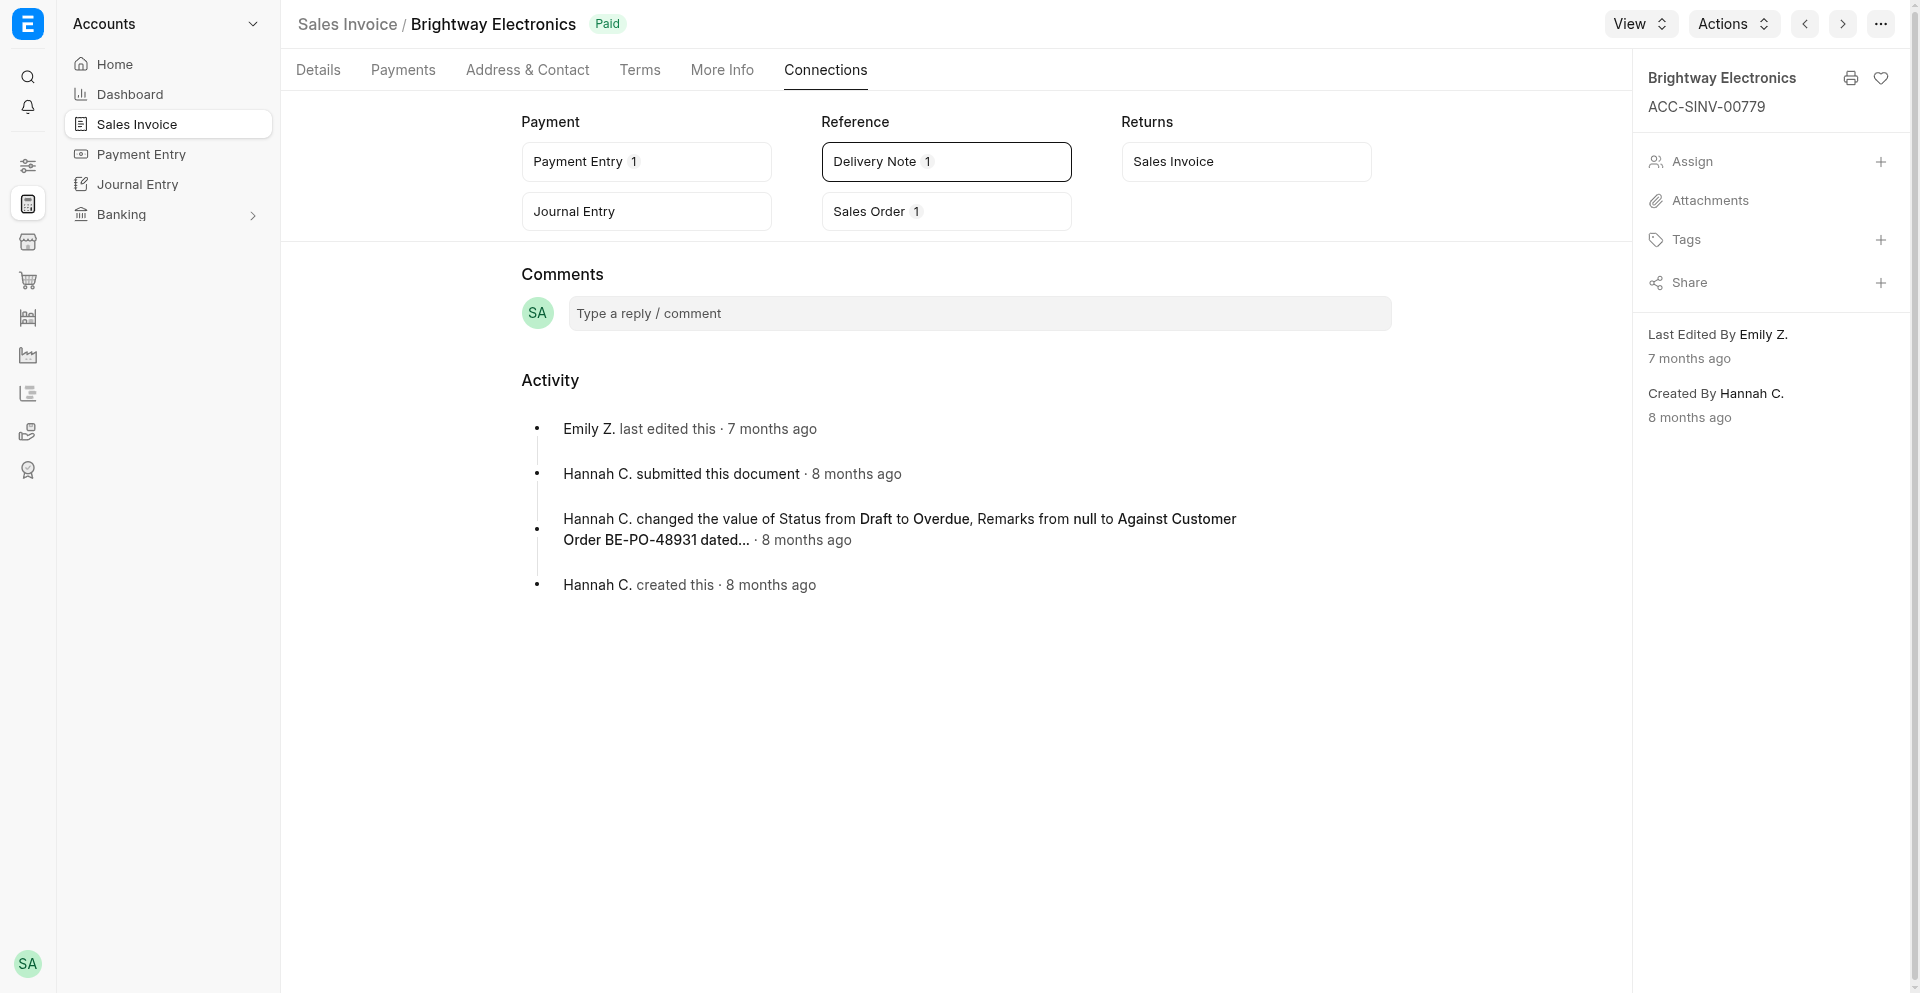 Accounts
Home
Dashboard
Sales Invoice
Payment Entry
Journal Entry
Banking
SA
Sales Invoice / Brightway Electronics Paid
View
Actions
Details Payments Address & Contact Terms More Info Connections
Payment Reference Returns
Payment Entry 1 Delivery Note 1 Sales Invoice
Journal Entry Sales Order 1
Comments
SA Type a reply / comment
Activity
Emily Z. last edited this · 7 months ago
Hannah C. submitted this document · 8 months ago
Hannah C. changed the value of Status from Draft to Overdue, Remarks from null to Against Customer
Order BE-PO-48931 dated... · 8 months ago
Hannah C. created this · 8 months ago
Brightway Electronics
ACC-SINV-00779
Assign
Attachments
Tags
Share
Last Edited By Emily Z.
7 months ago
Created By Hannah C.
8 months ago